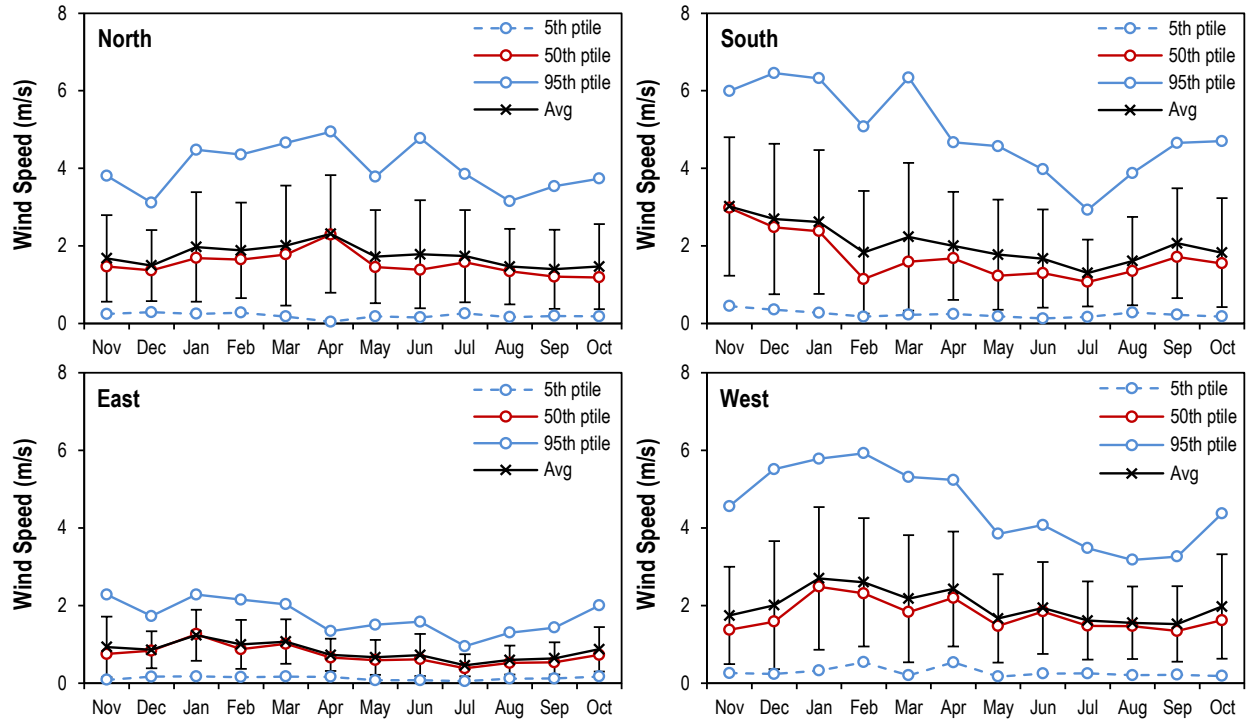 North
Wind Speed (m/s)
8
6
4
2
0
5th ptile
50th ptile
95th ptile
Avg
Nov Dec Jan Feb Mar Apr May Jun Jul Aug Sep Oct
South
Wind Speed (m/s)
8
6
4
2
0
5th ptile
50th ptile
95th ptile
Avg
Nov Dec Jan Feb Mar Apr May Jun Jul Aug Sep Oct
East
Wind Speed (m/s)
8
6
4
2
0
5th ptile
50th ptile
95th ptile
Avg
Nov Dec Jan Feb Mar Apr May Jun Jul Aug Sep Oct
West
Wind Speed (m/s)
8
6
4
2
0
5th ptile
50th ptile
95th ptile
Avg
Nov Dec Jan Feb Mar Apr May Jun Jul Aug Sep Oct